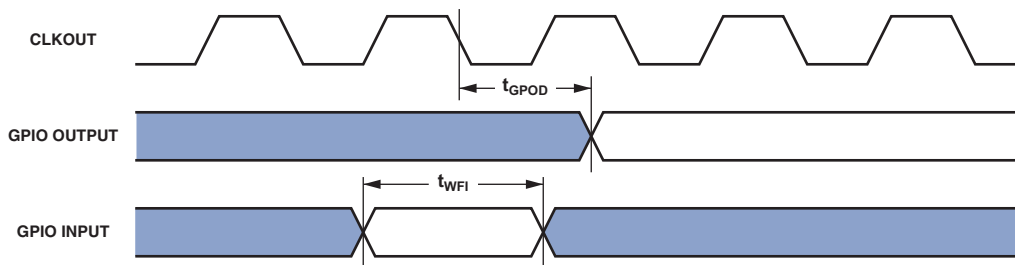 CLKOUT
tGPOD
GPIO OUTPUT
tWFI
GPIO INPUT